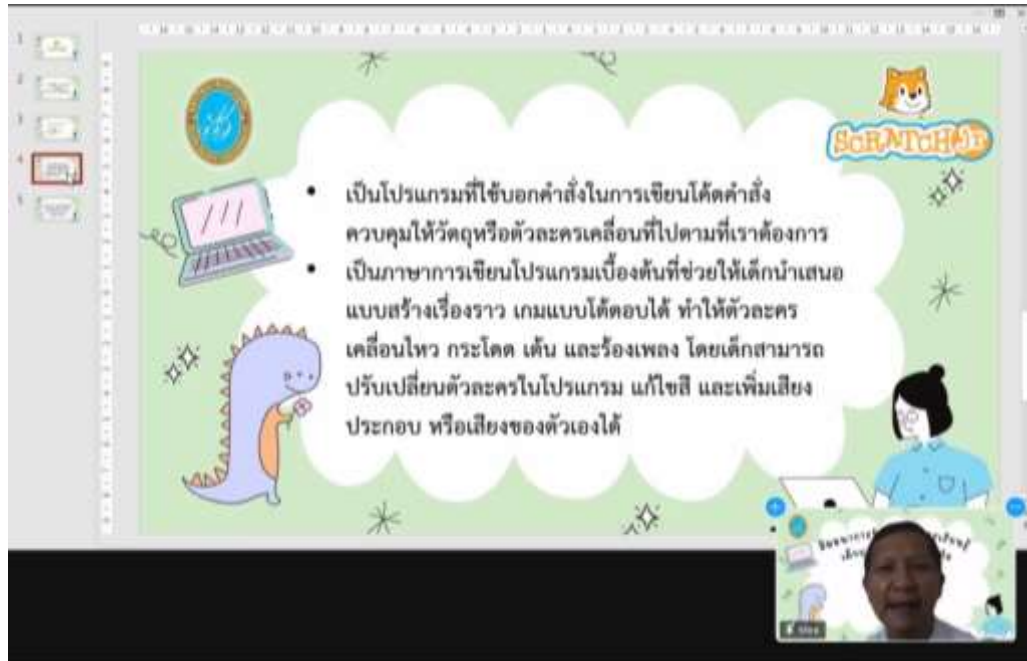 SCRATCHJR
เป็นโปรแกรมที่ใช้บอกคำสั่งในการเขียนโค้ดคำสั่ง
ควบคุมให้วัตถุหรือตัวละครเคลื่อนที่ไปตามที่เราต้องการ
เป็นภาษาการเขียนโปรแกรมเบื้องต้นที่ช่วยให้เด็กนำเสนอ
แบบสร้างเรื่องราว เกมแบบโต้ตอบได้ ทำให้ตัวละคร
เคลื่อนไหว กระโดด เต้น และร้องเพลง โดยเด็กสามารถ
ปรับเปลี่ยนตัวละครในโปรแกรม แก้ไขสี และเพิ่มเสียง
ประกอบ หรือเสียงของตัวเองได้
1
2
3
4
5